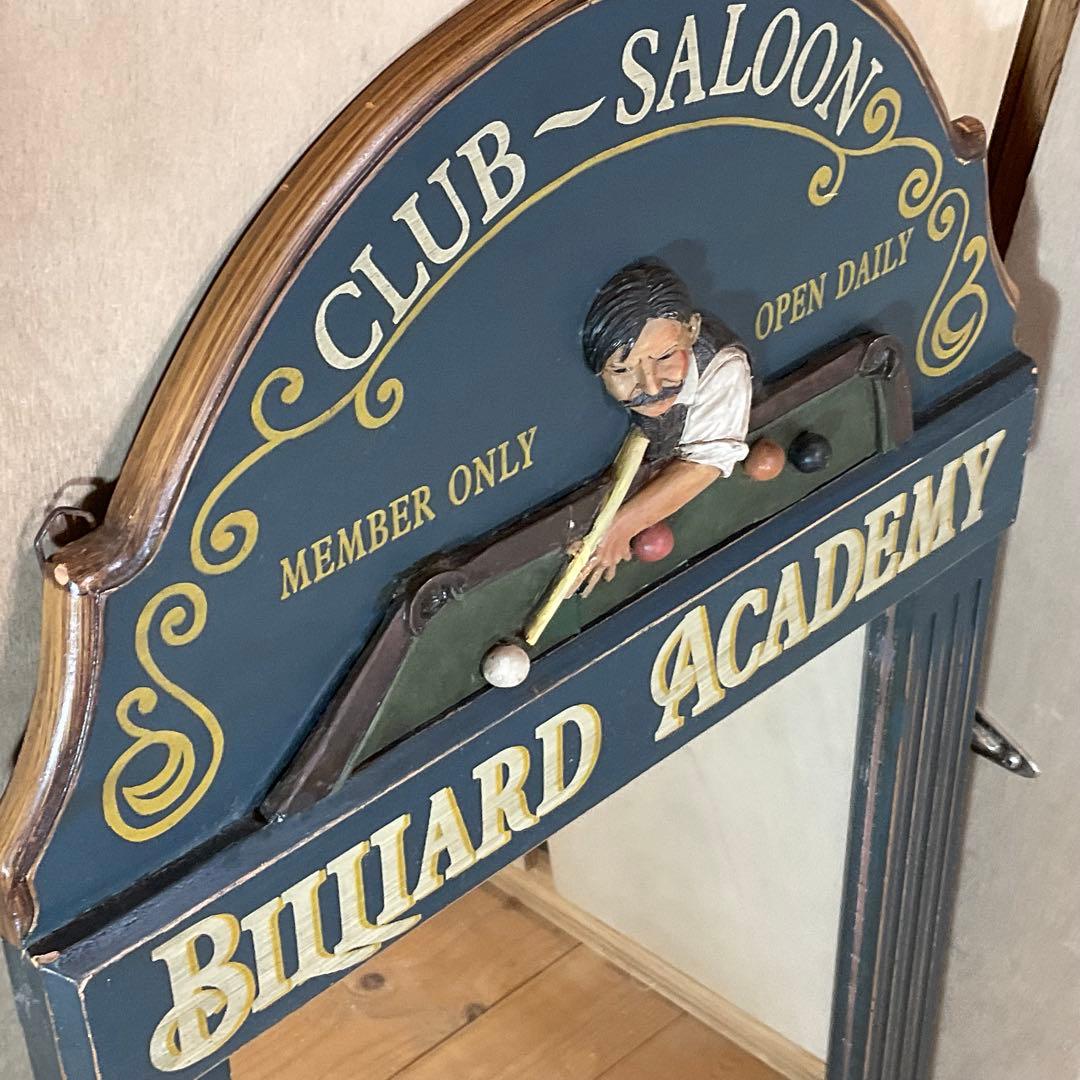 CLUB ~ SALOON
MEMBER ONLY
OPEN DAILY
BILLIARD ACADEMY